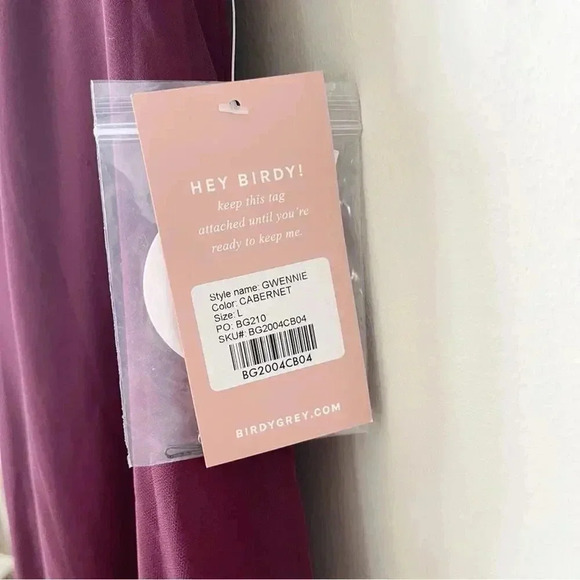 HEY BIRDY!
keep this tag
attached until you're
ready to keep me.
Style name: GWENNIE
Color: CABERNET
Size: L
PO: BG210
SKU#: BG2004CB04
BG2004CB04
BIRDYGREY.COM